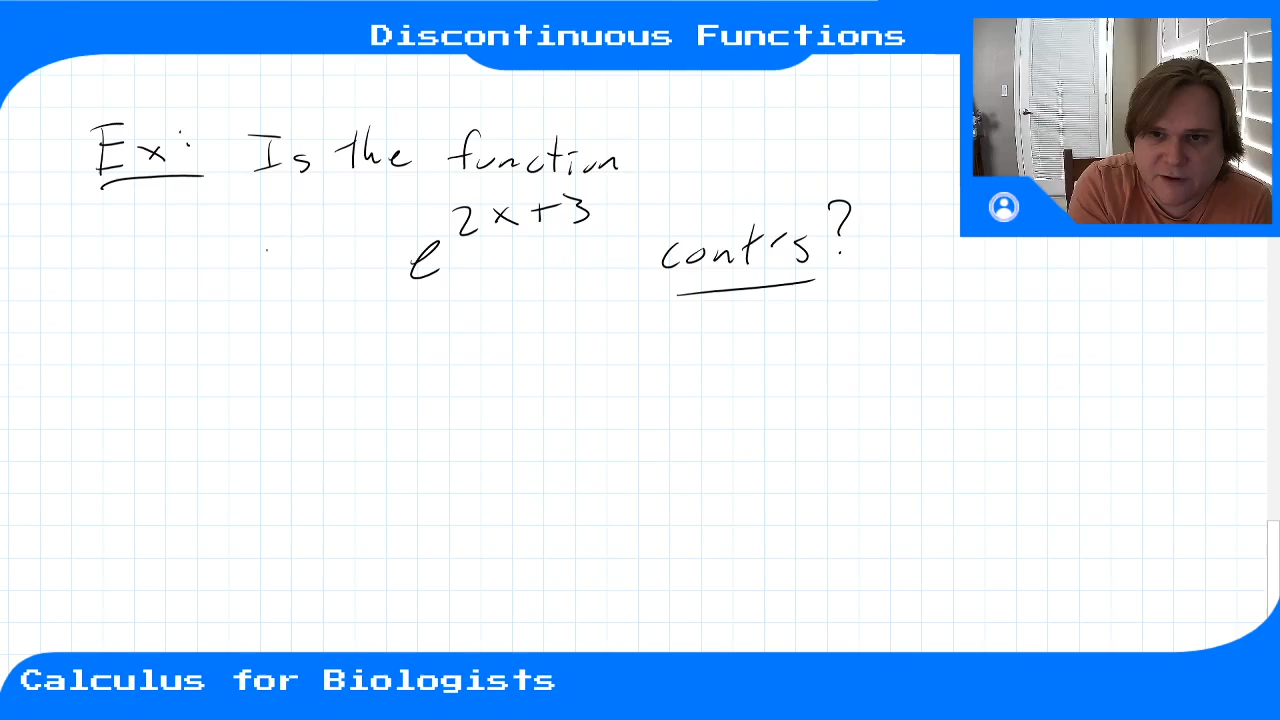 Discontinuous Functions
Ex: Is the function
e^{2x+3} cont's?
Calculus for Biologists